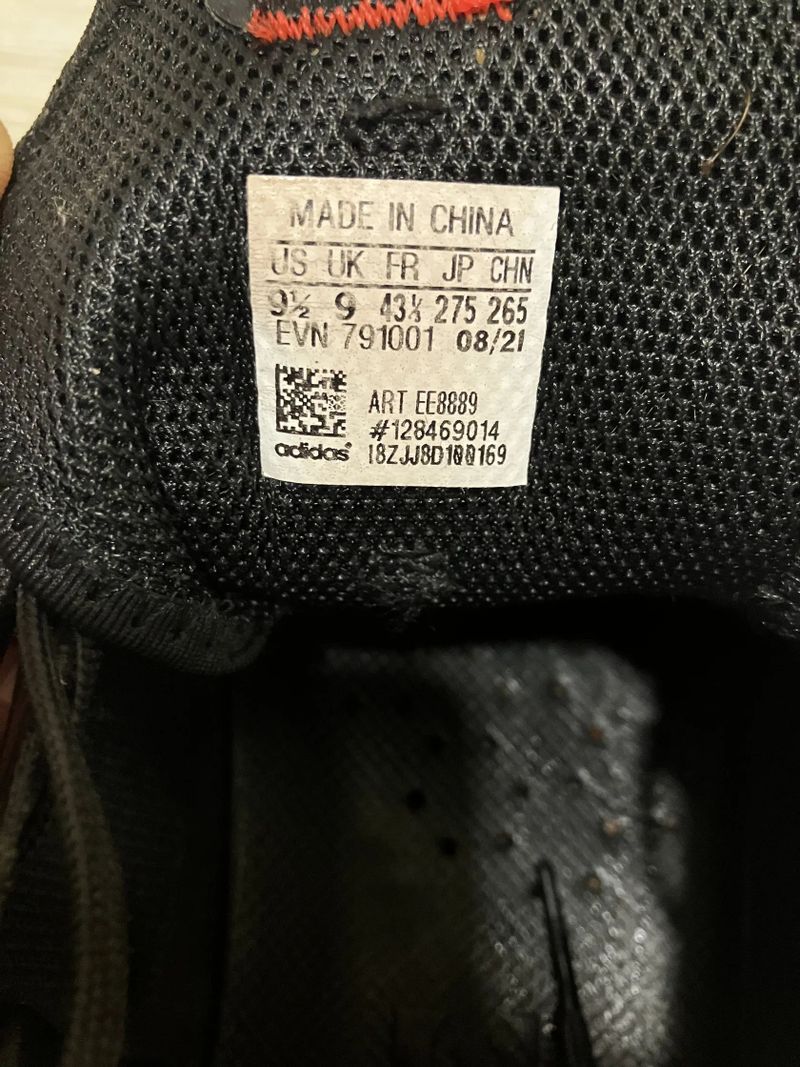 MADE IN CHINA
US UK FR JP CHN
9½ 9 43⅓ 275 265
EVN 791001 08/21
ART EE8889
#128469014
adidas® I8ZJJ8D100169